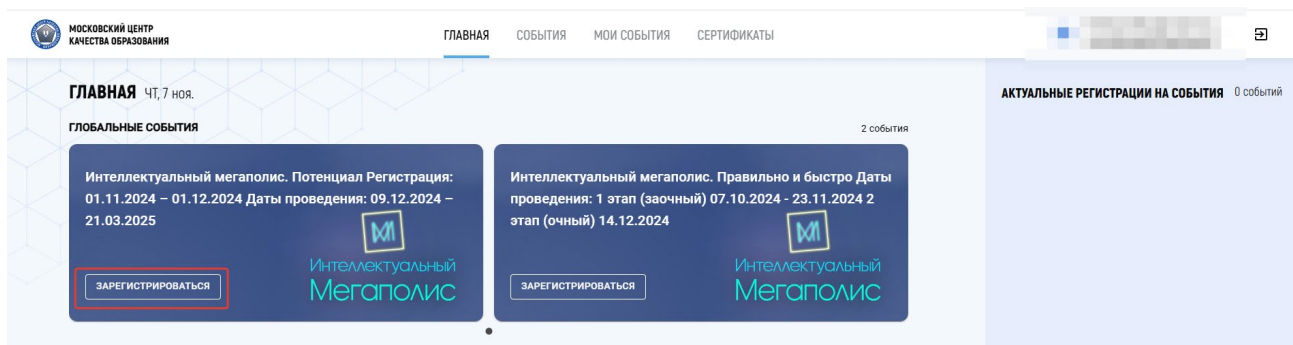 МОСКОВСКИЙ ЦЕНТР
КАЧЕСТВА ОБРАЗОВАНИЯ
ГЛАВНАЯ СОБЫТИЯ МОИ СОБЫТИЯ СЕРТИФИКАТЫ
ГЛАВНАЯ ЧТ, 7 ноя.
АКТУАЛЬНЫЕ РЕГИСТРАЦИИ НА СОБЫТИЯ 0 событий
ГЛОБАЛЬНЫЕ СОБЫТИЯ
2 события
Интеллектуальный мегаполис. Потенциал Регистрация:
01.11.2024 – 01.12.2024 Даты проведения: 09.12.2024 –
21.03.2025
Интеллектуальный
Мегаполис
ЗАРЕГИСТРИРОВАТЬСЯ
Интеллектуальный мегаполис. Правильно и быстро Даты
проведения: 1 этап (заочный) 07.10.2024 - 23.11.2024 2
этап (очный) 14.12.2024
Интеллектуальный
Мегаполис
ЗАРЕГИСТРИРОВАТЬСЯ